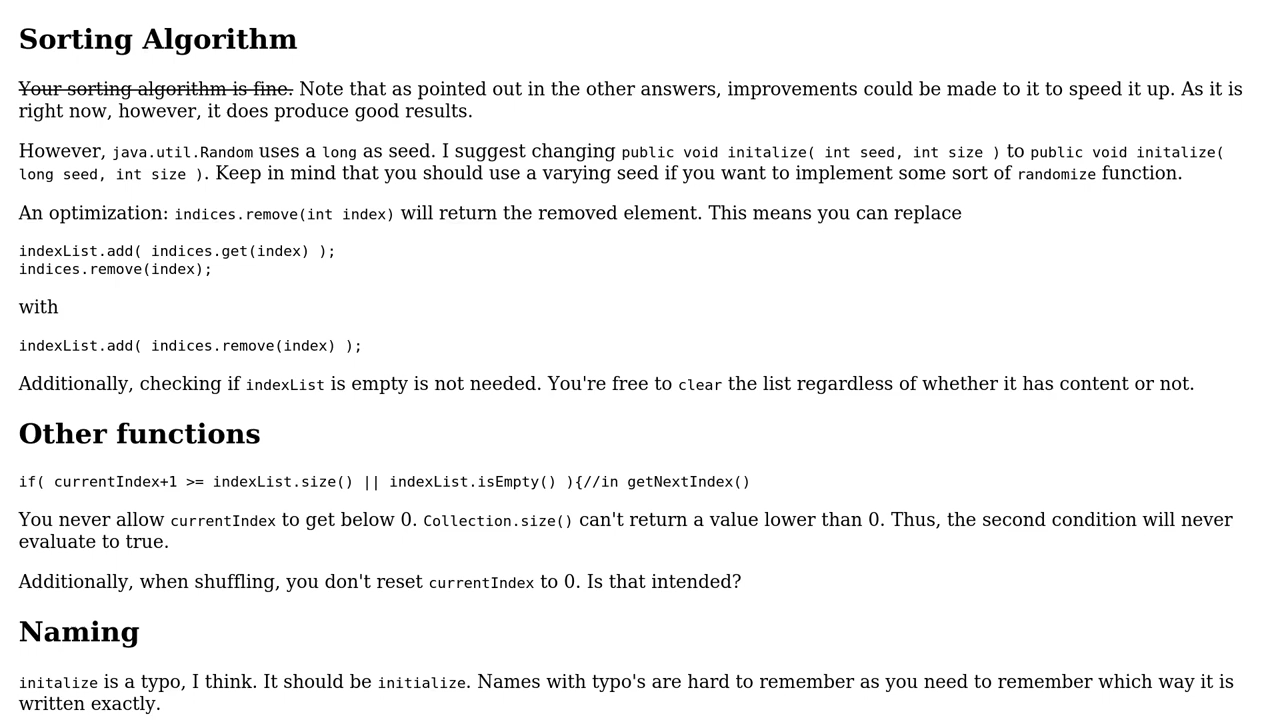 Sorting Algorithm
Your sorting algorithm is fine. Note that as pointed out in the other answers, improvements could be made to it to speed it up. As it is
right now, however, it does produce good results.
However, java.util.Random uses a long as seed. I suggest changing public void initalize( int seed, int size ) to public void initalize(
long seed, int size ). Keep in mind that you should use a varying seed if you want to implement some sort of randomize function.
An optimization: indices.remove(int index) will return the removed element. This means you can replace
indexList.add( indices.get(index) );
indices.remove(index);
with
indexList.add( indices.remove(index) );
Additionally, checking if indexList is empty is not needed. You're free to clear the list regardless of whether it has content or not.
Other functions
if( currentIndex+1 >= indexList.size() || indexList.isEmpty() ){//in getNextIndex()
You never allow currentIndex to get below 0. Collection.size() can't return a value lower than 0. Thus, the second condition will never
evaluate to true.
Additionally, when shuffling, you don't reset currentIndex to 0. Is that intended?
Naming
initalize is a typo, I think. It should be initialize. Names with typo's are hard to remember as you need to remember which way it is
written exactly.